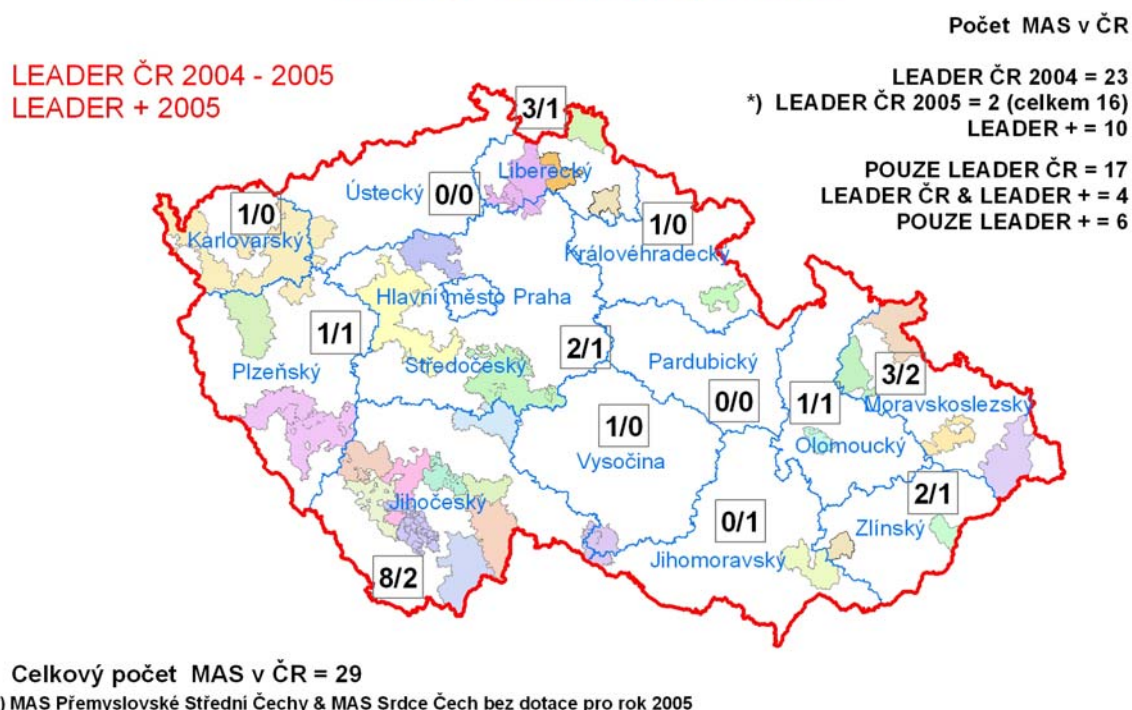 Počet MAS v ČR
LEADER ČR 2004 - 2005
LEADER + 2005
LEADER ČR 2004 = 23
*) LEADER ČR 2005 = 2 (celkem 16)
LEADER + = 10
POUZE LEADER ČR = 17
LEADER ČR & LEADER + = 4
POUZE LEADER + = 6
3/1
Liberecký
Ústecký
0/0
1/0
Karlovarský
1/0
Královéhradecký
Hlavní město Praha
1/1
Plzeňský
Středočeský
2/1
Pardubický
0/0
3/2
Moravskoslezský
1/1
Olomoucký
1/0
Vysočina
2/1
Zlínský
Jihočeský
0/1
Jihomoravský
8/2
Celkový počet MAS v ČR = 29
) MAS Přemyslovské Střední Čechy & MAS Srdce Čech bez dotace pro rok 2005